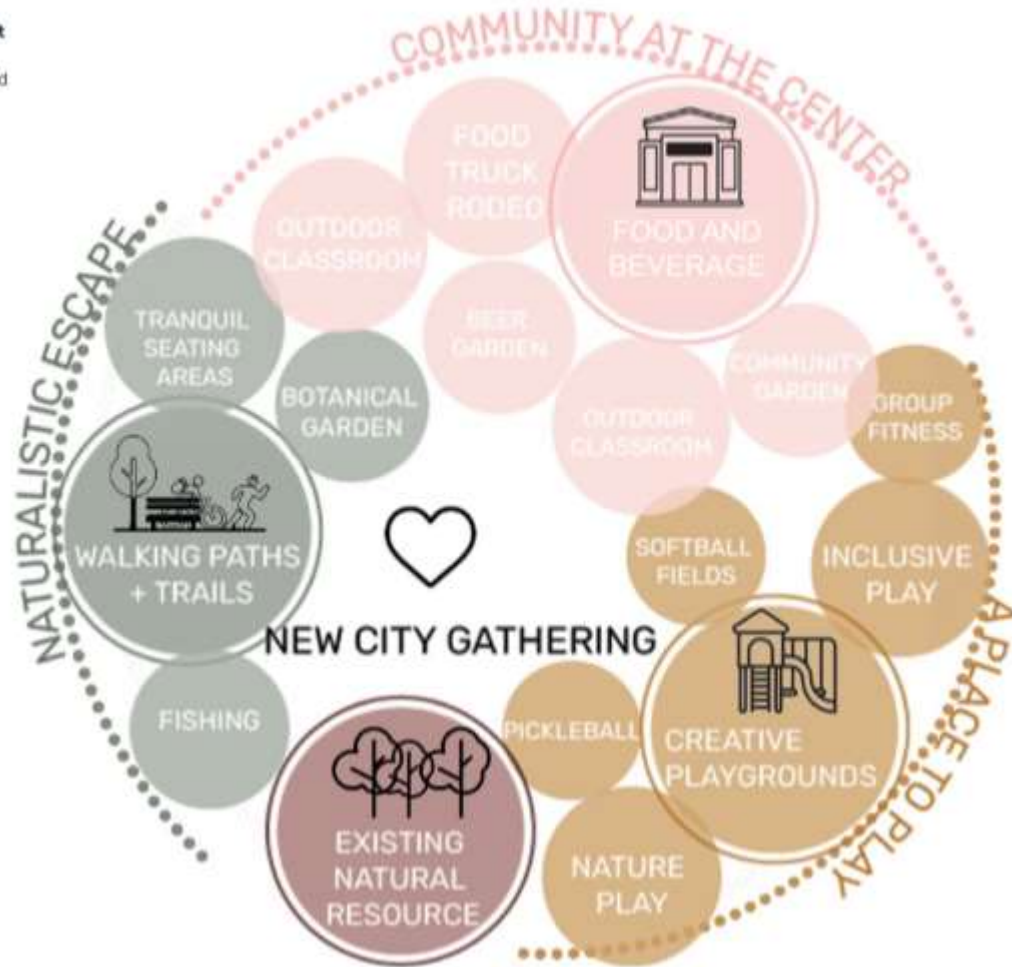 COMMUNITY AT THE CENTER
FOOD
TRUCK
RODEO
FOOD AND
BEVERAGE
OUTDOOR
CLASSROOM
BEER
GARDEN
OUTDOOR
CLASSROOM
COMMUNITY
GARDEN
NATURALISTIC ESCAPE
TRANQUIL
SEATING
AREAS
BOTANICAL
GARDEN
WALKING PATHS
+ TRAILS
FISHING
NEW CITY GATHERING
EXISTING
NATURAL
RESOURCE
A PLACE TO PLAY
GROUP
FITNESS
SOFTBALL
FIELDS
INCLUSIVE
PLAY
PICKLEBALL
CREATIVE
PLAYGROUNDS
NATURE
PLAY